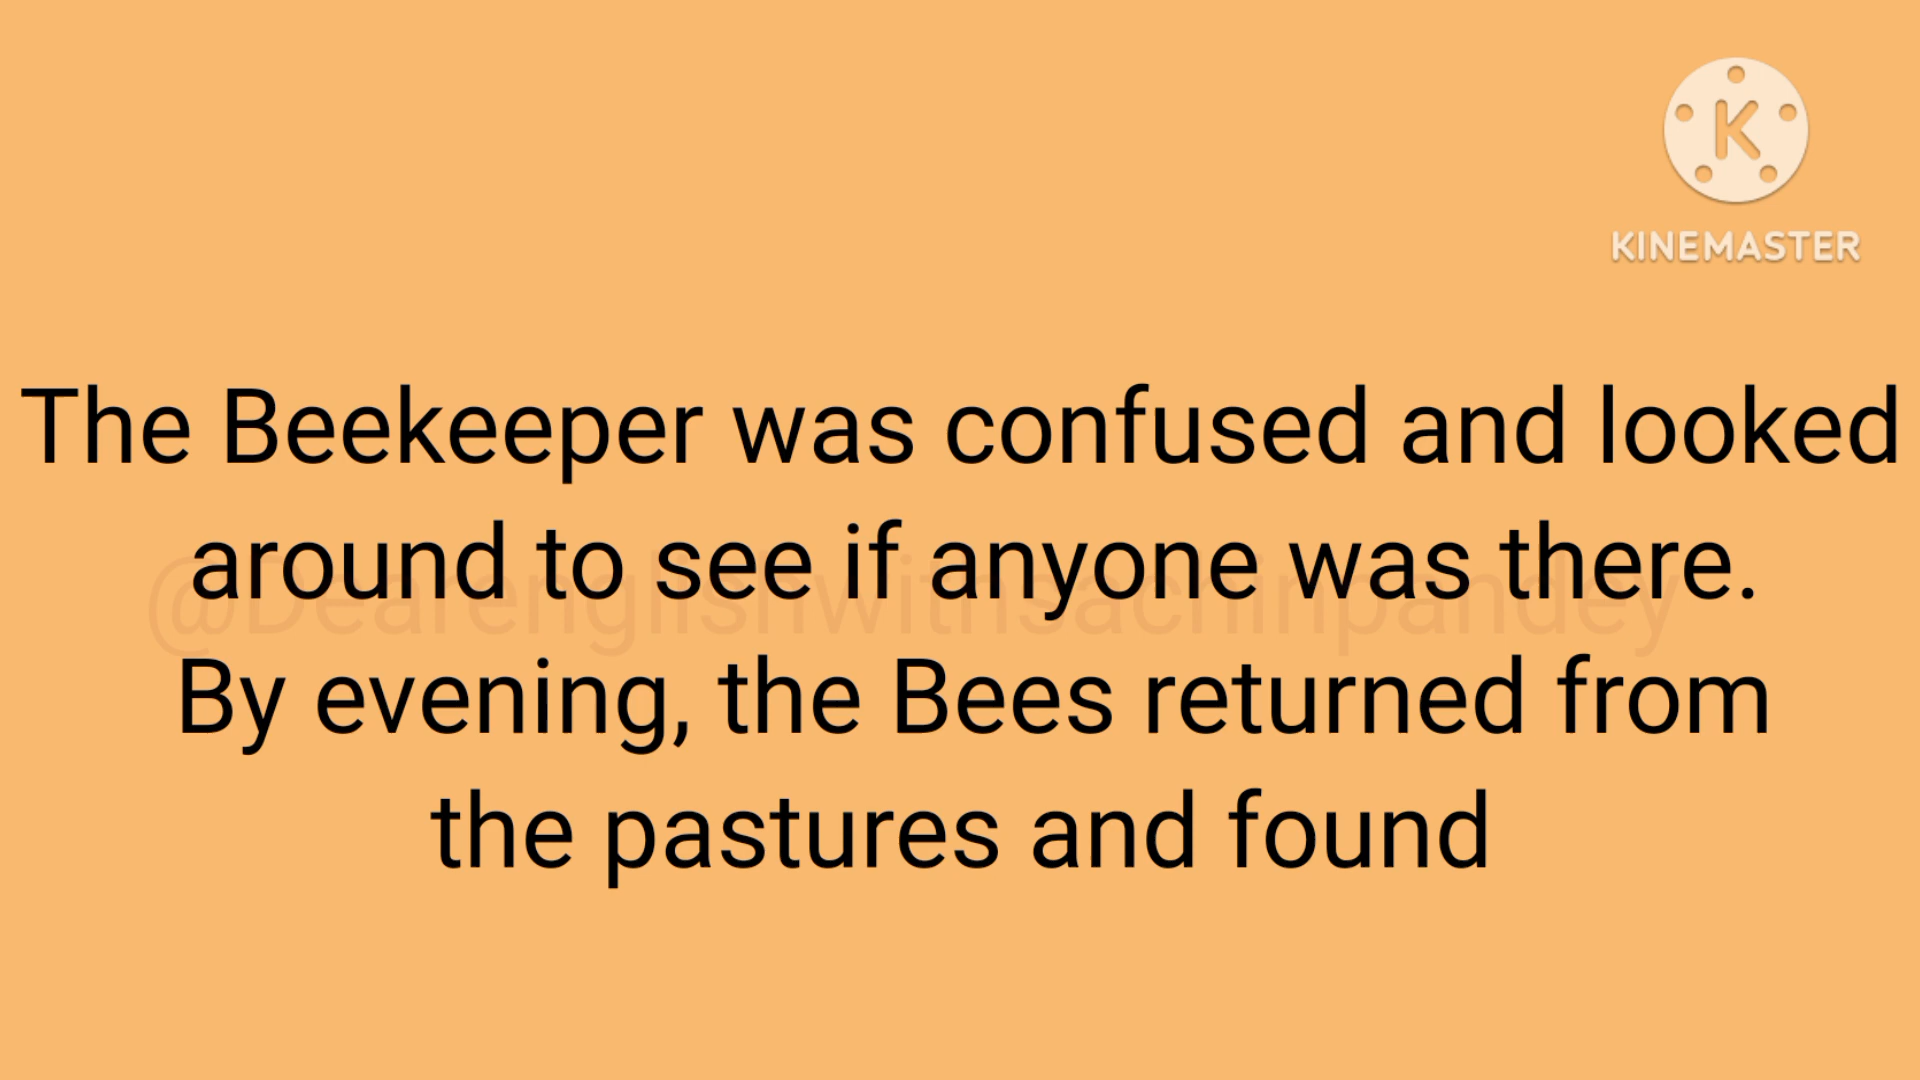 KINEMASTER
The Beekeeper was confused and looked
around to see if anyone was there.
@Dearenglishwithsachinpandey
By evening, the Bees returned from
the pastures and found